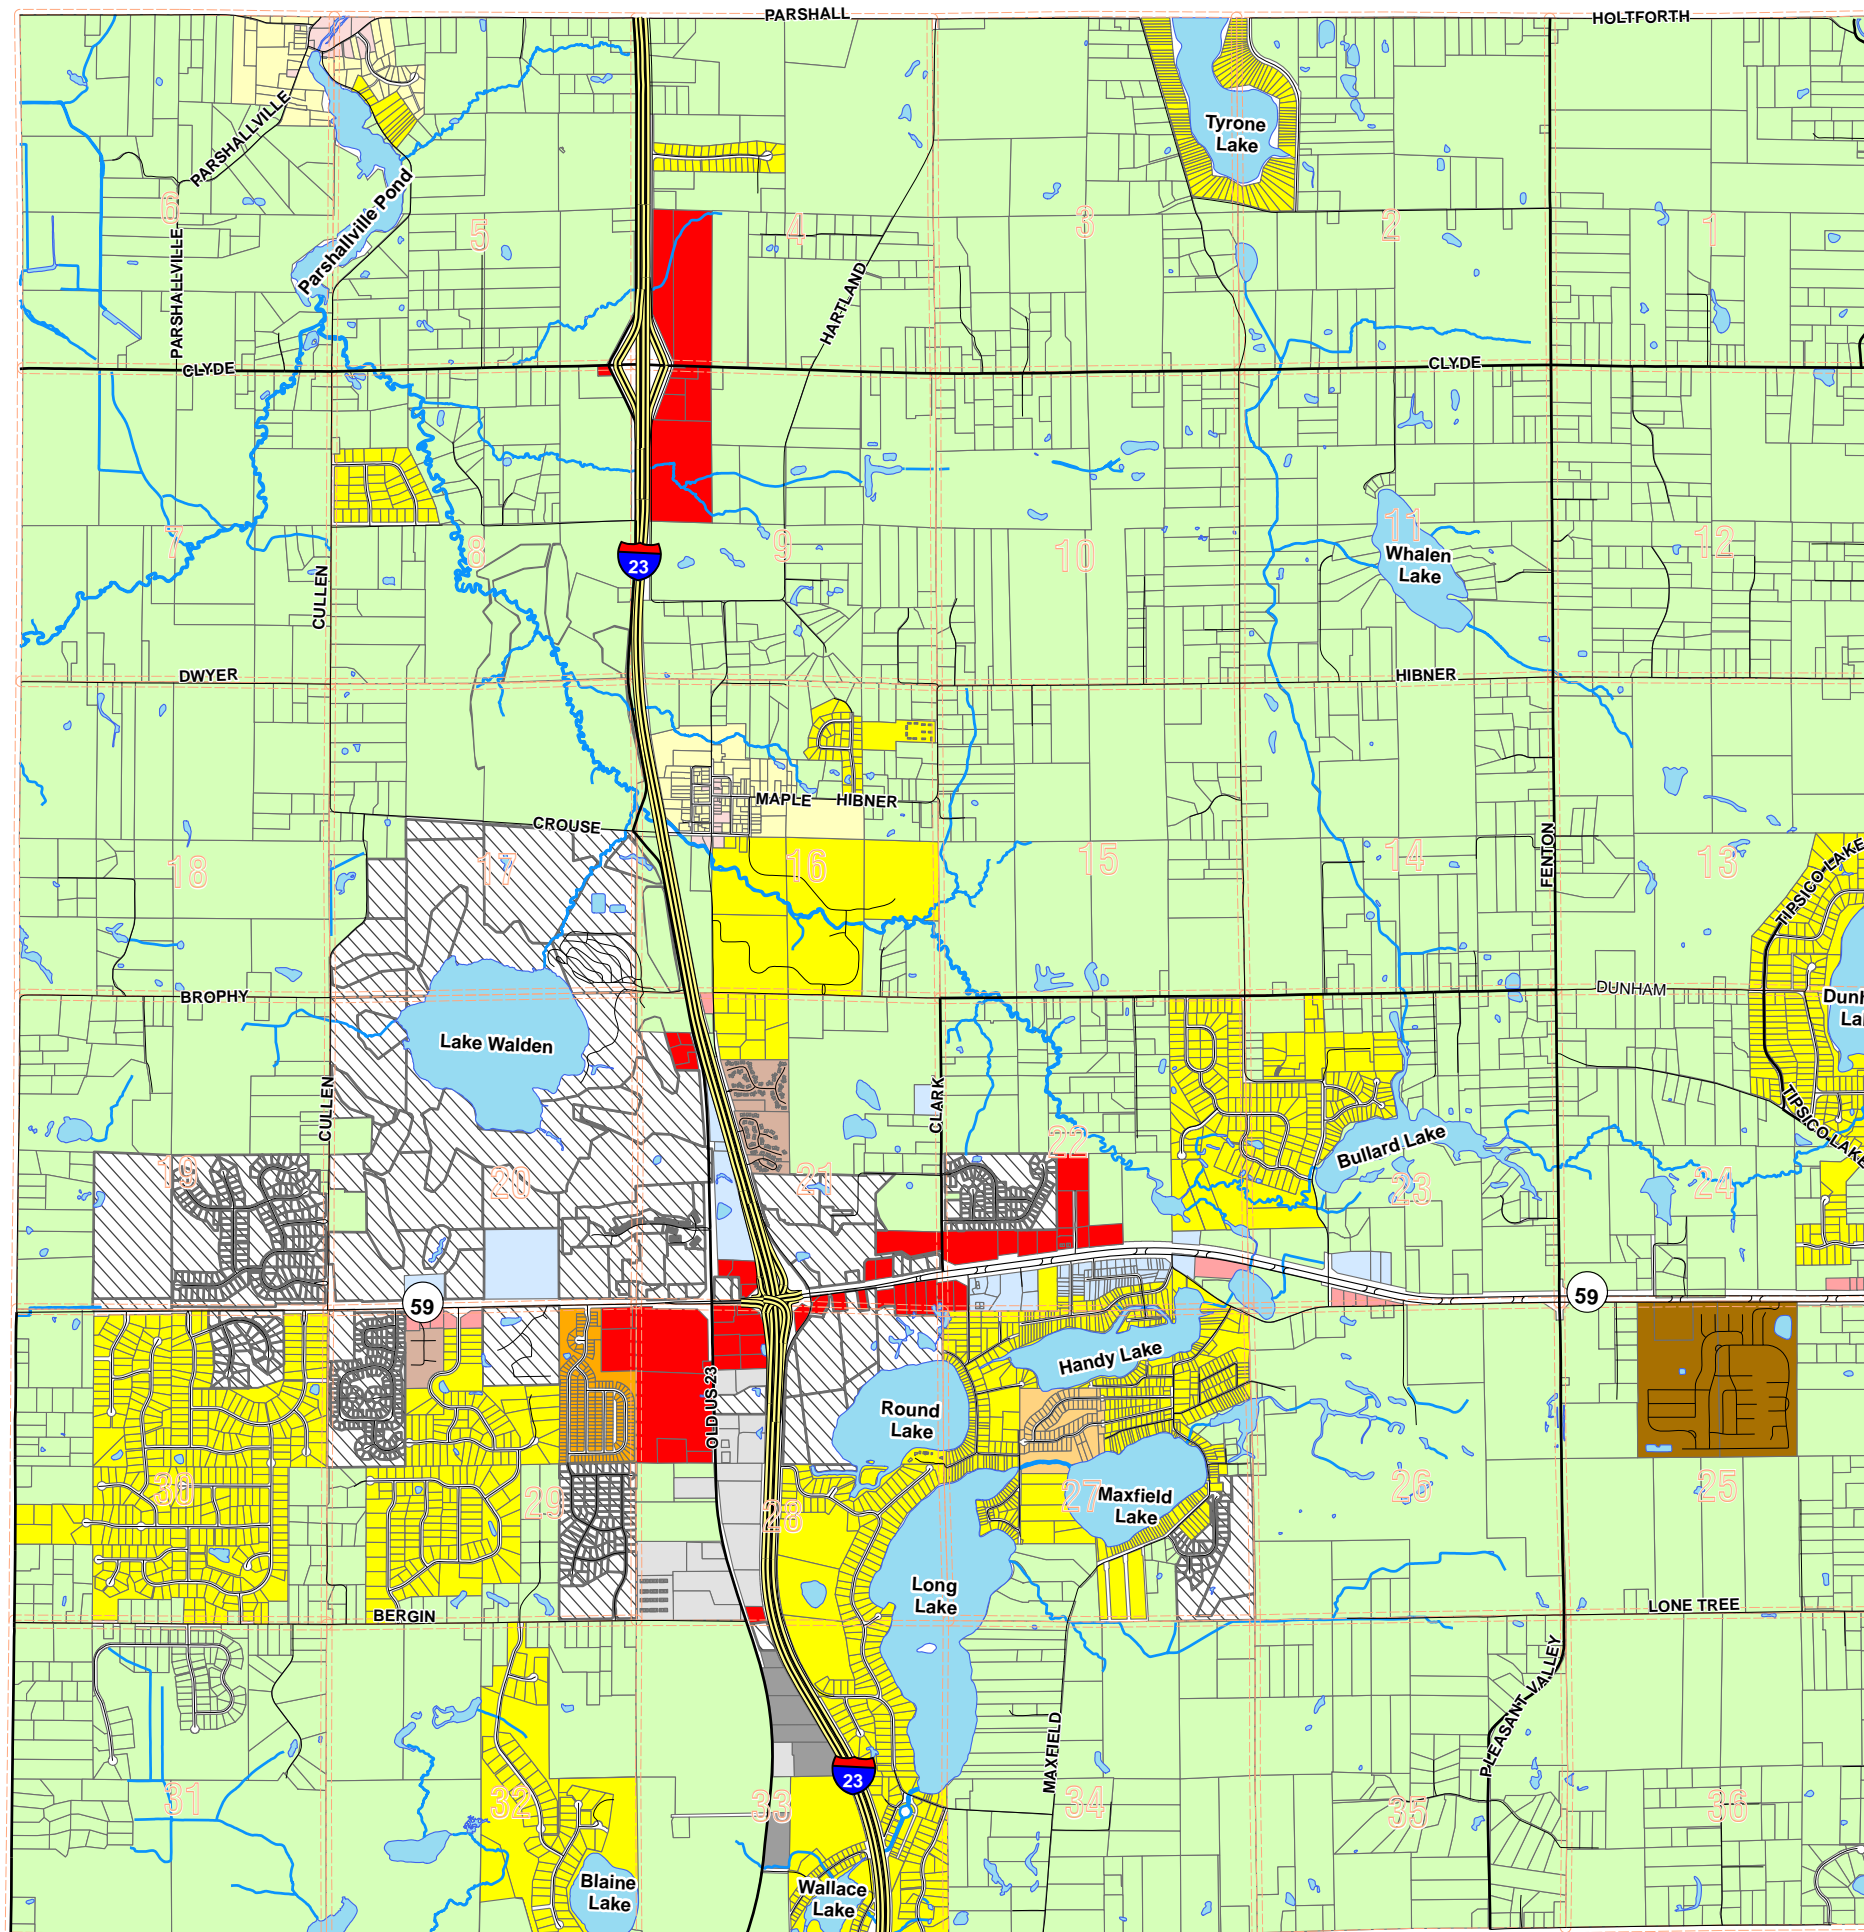 PARSHALL
HOLTFORTH
PARSHALLVILLE
Tyrone
Lake
6
Parshallville Pond
PARSHALLVILLE
5
4
3
2
1
HARTLAND
CLYDE
CLYDE
11
Whalen
Lake
7
8
9
10
12
23
CULLEN
DWYER
HIBNER
MAPLE
HIBNER
CROUSE
FENTON
18
17
16
15
14
13
TIPSICO LAKE
BROPHY
DUNHAM
Lake Walden
CULLEN
CLARK
TIPSICO LAKE
22
Bullard Lake
19
20
21
23
24
59
59
Handy Lake
OLD US 23
Round
Lake
30
29
28
27
Maxfield
Lake
26
25
Long
Lake
BERGIN
LONE TREE
PLEASANT VALLEY
MAXFIELD
23
31
32
33
34
35
36
Blaine
Lake
Wallace
Lake